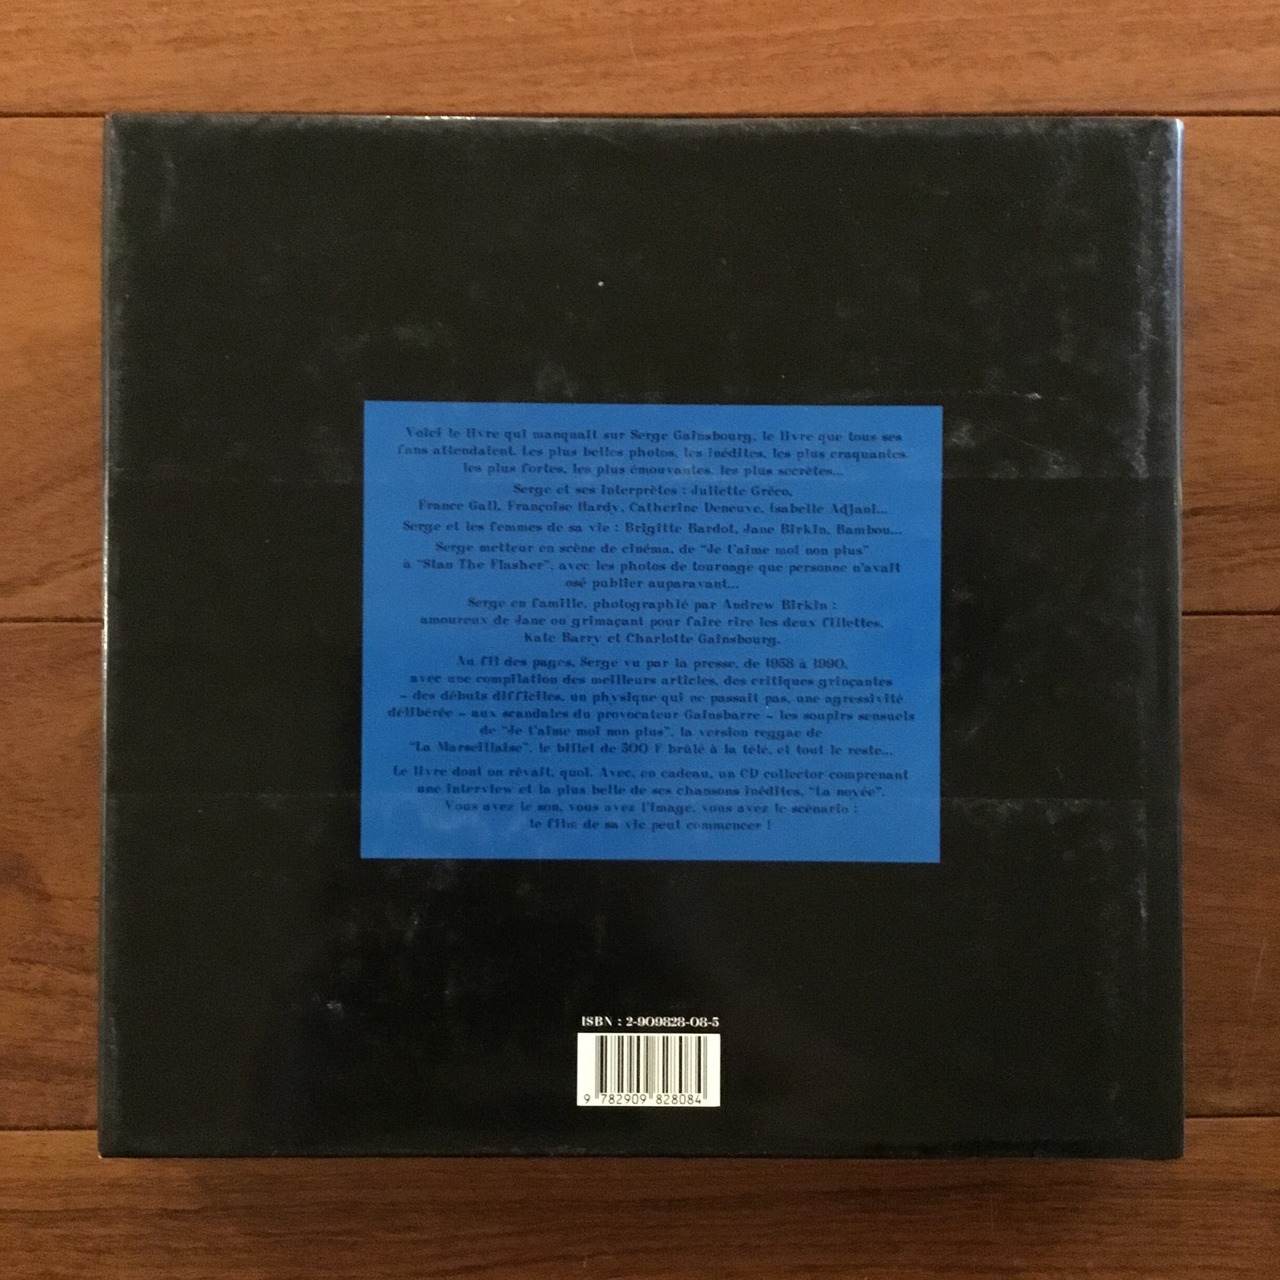 Voici le livre qui manquait sur Serge Gainsbourg, le livre que tous ses
fans attendaient. Les plus belles photos, les inédites, les plus craquantes,
les plus fortes, les plus émouvantes, les plus secrètes...
Serge et ses interprètes : Juliette Gréco,
France Gall, Françoise Hardy, Catherine Deneuve, Isabelle Adjani...
Serge et les femmes de sa vie : Brigitte Bardot, Jane Birkin, Bambou...
Serge metteur en scène de cinéma, de "Je t'aime moi non plus"
à "Stan The Flasher", avec les photos de tournage que personne n'avait
osé publier auparavant...
Serge en famille, photographié par Andrew Birkin :
amoureux de Jane ou grimaçant pour faire rire les deux fillettes,
Kate Barry et Charlotte Gainsbourg.
Au fil des pages, Serge vu par la presse, de 1958 à 1990,
avec une compilation des meilleurs articles, des critiques grinçantes
- des débuts difficiles, un physique qui ne passait pas, une agressivité
délibérée - aux scandales du provocateur Gainsbarre - les soupirs sensuels
de "Je t'aime moi non plus", la version reggae de
"La Marseillaise", le billet de 500 F brûlé à la télé, et tout le reste...
Le livre dont on rêvait, quoi. Avec, en cadeau, un CD collector comprenant
une interview et la plus belle de ses chansons inédites, "La noyée".
Vous avez le son, vous avez l'image, vous avez le scénario :
le film de sa vie peut commencer !
ISBN : 2-909828-08-5
9 782909 828084